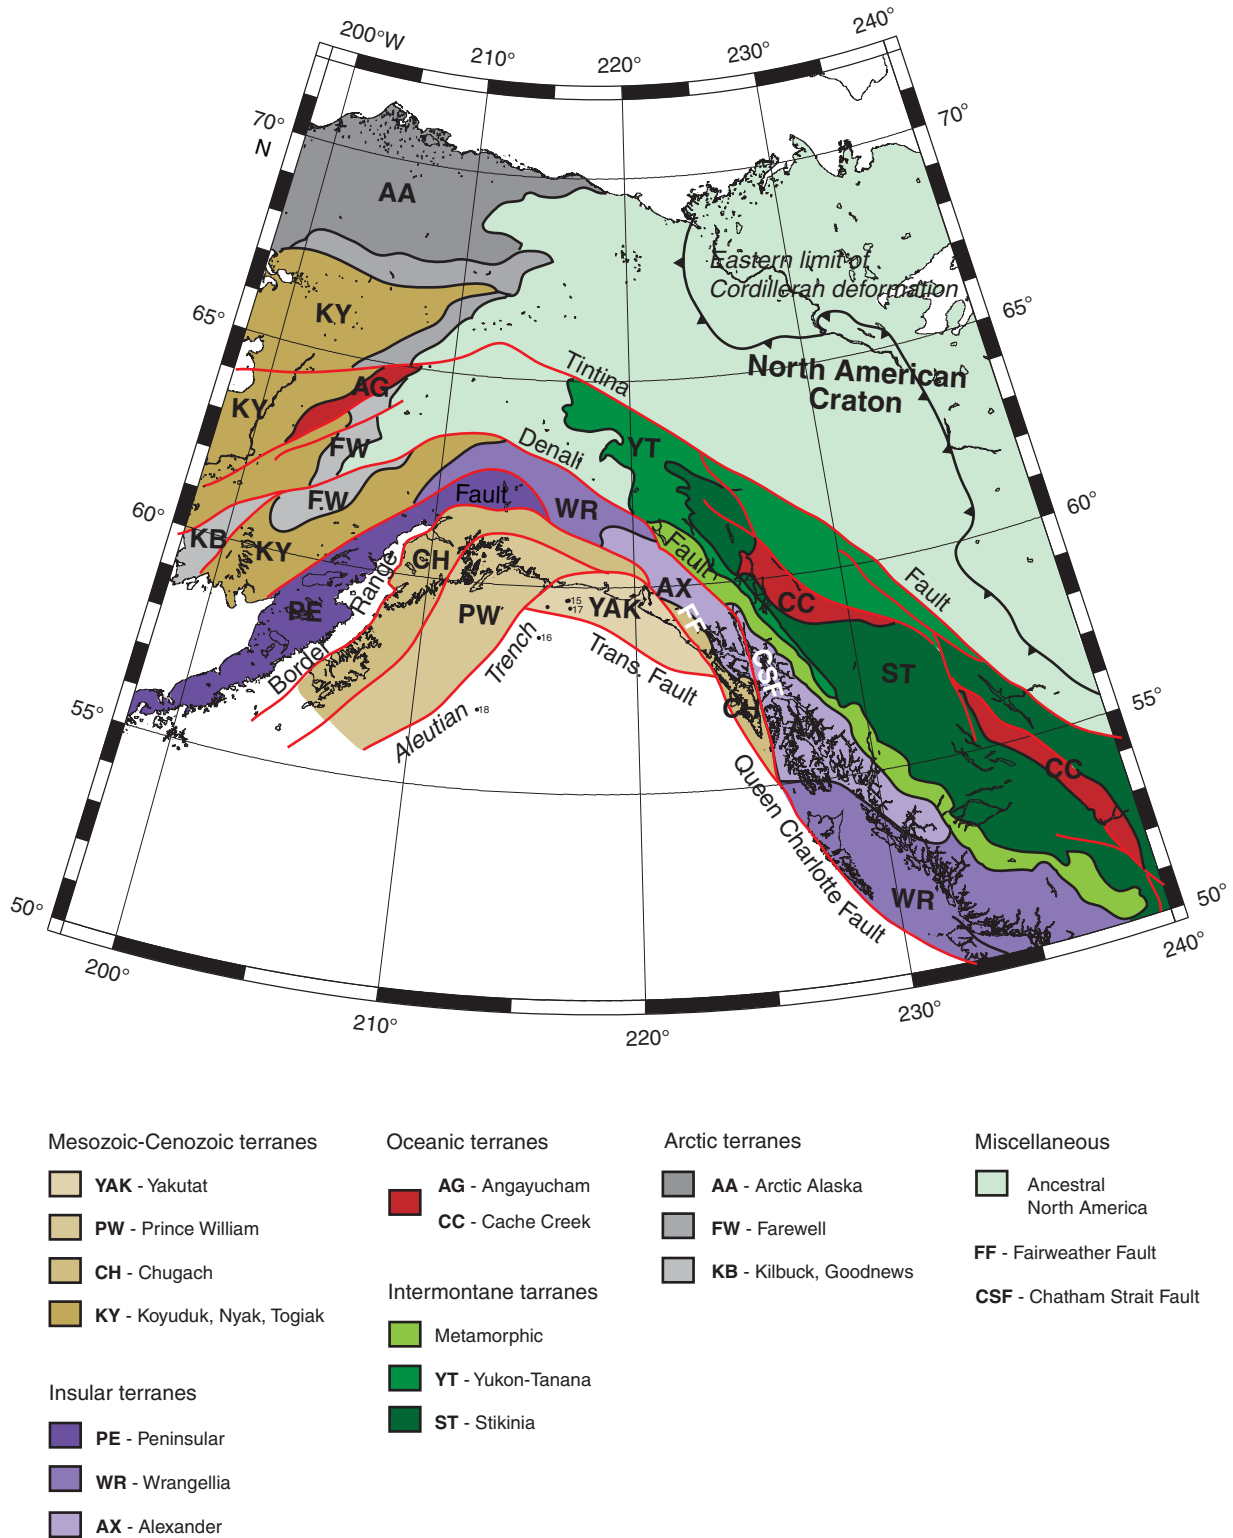 200°W
210°
220°
230°
240°
70°
N
70°
AA
Eastern limit of
Cordilleran deformation
KY
65°
65°
Tintina
North American
Craton
AG
KY
FW
Denali
YT
Fault
WR
FW
60°
60°
KB
KY
CH
Fault
Range
AX
Fault
CC
PE
PW
15
17
YAK
FF
16
Trench
Trans. Fault
CSF
ST
Border
55°
55°
18
Aleutian
CH
AX
CC
Queen Charlotte Fault
WR
50°
50°
200°
210°
220°
230°
240°
Mesozoic-Cenozoic terranes
YAK - Yakutat
PW - Prince William
CH - Chugach
KY - Koyuduk, Nyak, Togiak
Insular terranes
PE - Peninsular
WR - Wrangellia
AX - Alexander
Oceanic terranes
AG - Angayucham
CC - Cache Creek
Intermontane tarranes
Metamorphic
YT - Yukon-Tanana
ST - Stikinia
Arctic terranes
AA - Arctic Alaska
FW - Farewell
KB - Kilbuck, Goodnews
Miscellaneous
Ancestral
North America
FF - Fairweather Fault
CSF - Chatham Strait Fault